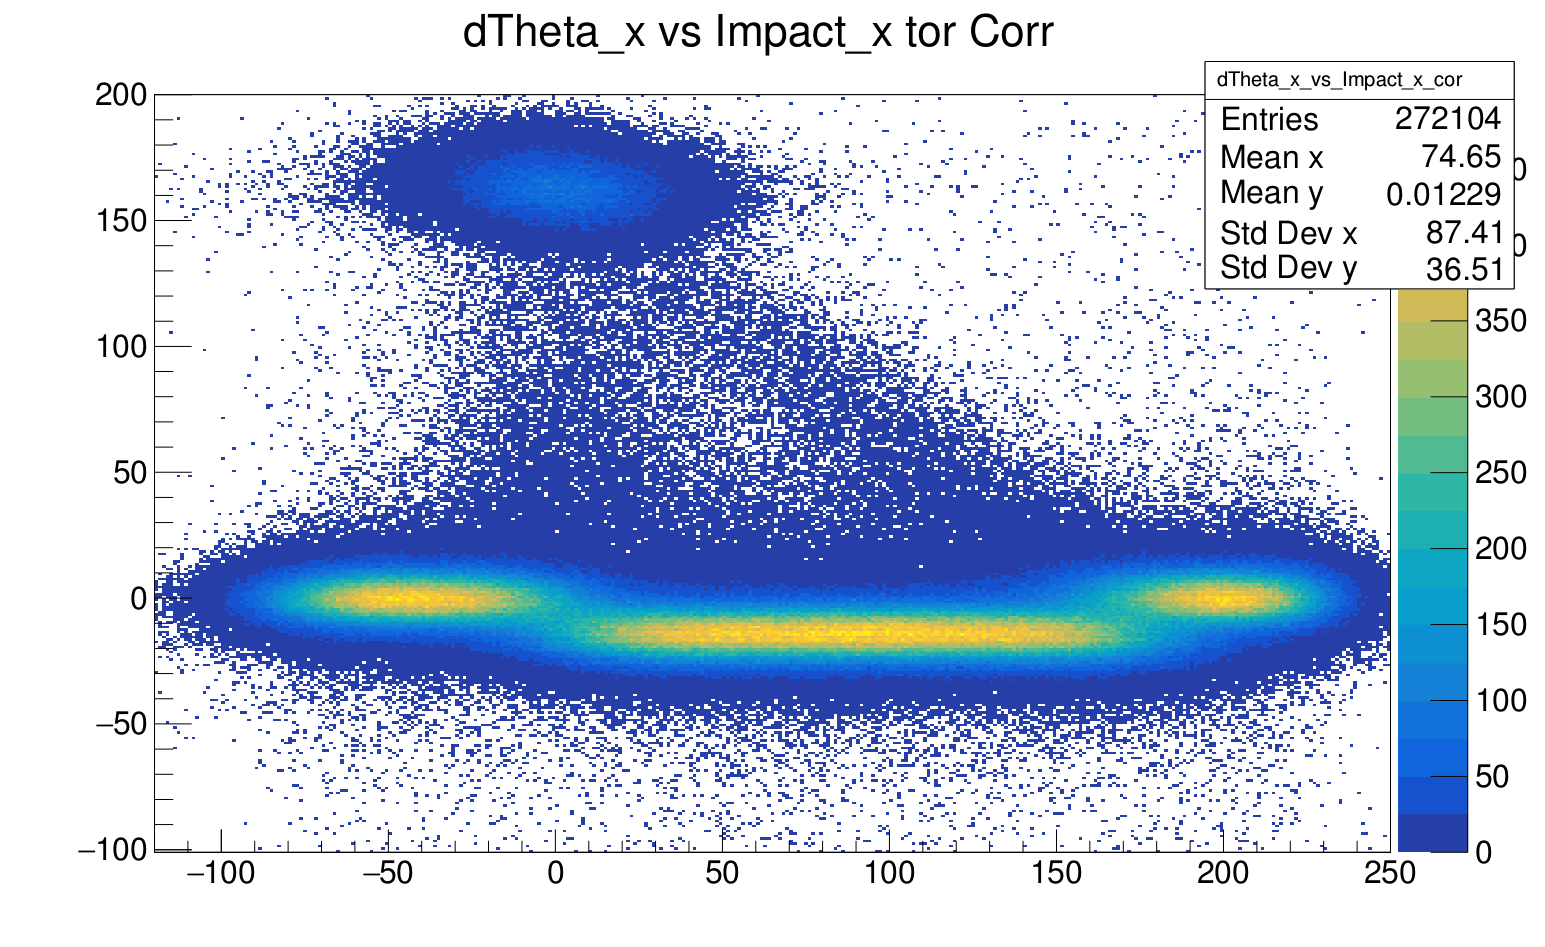 dTheta_x vs Impact_x tor Corr
dTheta_x_vs_Impact_x_cor
Entries 272104
Mean x 74.65
Mean y 0.01229
Std Dev x 87.41
Std Dev y 36.51
200
150
100
50
0
−50
−100
−100 −50 0 50 100 150 200 250
350
300
250
200
150
100
50
0